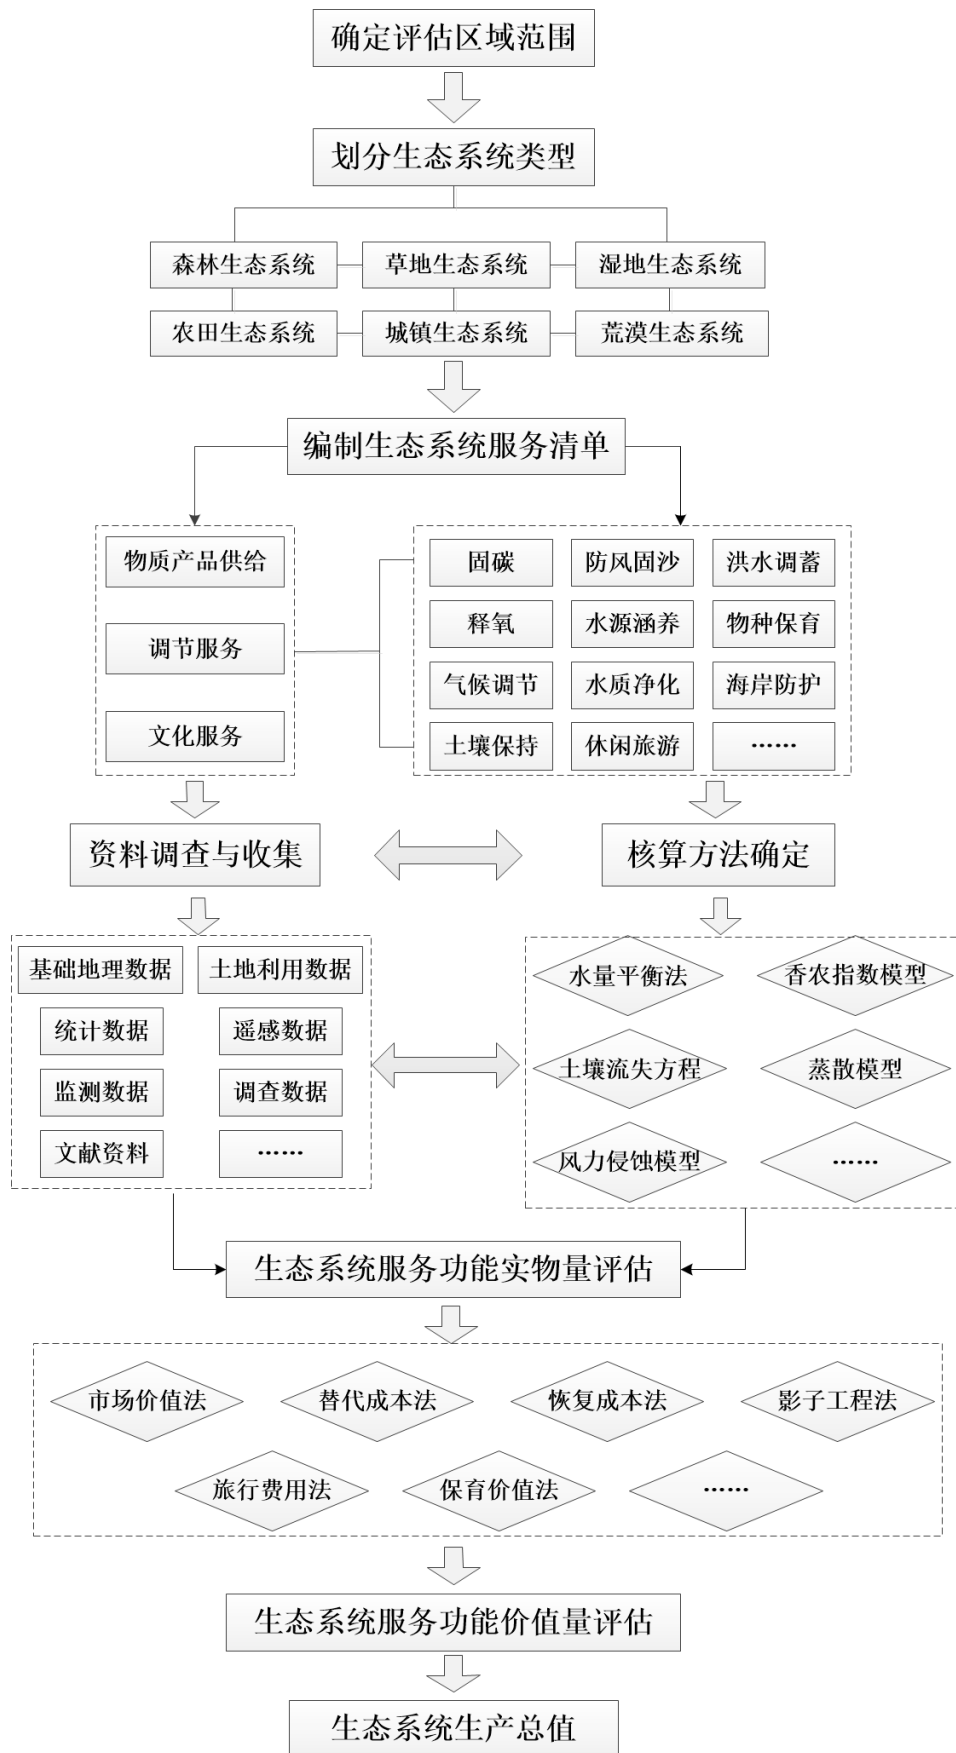 确定评估区域范围
划分生态系统类型
森林生态系统
草地生态系统
湿地生态系统
农田生态系统
城镇生态系统
荒漠生态系统
编制生态系统服务清单
物质产品供给
调节服务
文化服务
固碳
防风固沙
洪水调蓄
释氧
水源涵养
物种保育
气候调节
水质净化
海岸防护
土壤保持
休闲旅游
……
资料调查与收集
核算方法确定
基础地理数据
土地利用数据
统计数据
遥感数据
监测数据
调查数据
文献资料
……
水量平衡法
香农指数模型
土壤流失方程
蒸散模型
风力侵蚀模型
……
生态系统服务功能实物量评估
市场价值法
替代成本法
恢复成本法
影子工程法
旅行费用法
保育价值法
……
生态系统服务功能价值量评估
生态系统生产总值